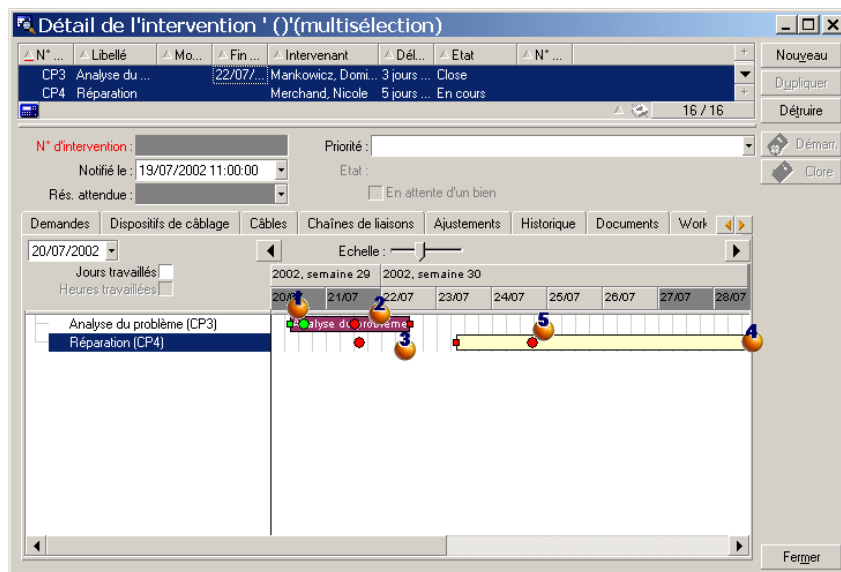 Détail de l'intervention ' ()'(multisélection)
N° ... Libellé Mo... Fin ... Intervenant Dél... Etat N° ...
CP3 Analyse du ... 22/07/... Mankowicz, Domi... 3 jours ... Close
CP4 Réparation Merchand, Nicole 5 jours ... En cours
16 / 16
Nouveau
Dupliquer
Détruire
Démarr.
Clore
N° d'intervention : Priorité :
Notifié le : 19/07/2002 11:00:00 Etat :
Rés. attendue : En attente d'un bien
Demandes Dispositifs de câblage Câbles Chaînes de liaisons Ajustements Historique Documents Work
20/07/2002 Echelle :
Jours travaillés
Heures travaillées
2002, semaine 29 2002, semaine 30
21/07 22/07 23/07 24/07 25/07 26/07 27/07 28/07
1 2 3 4 5
Analyse du problème (CP3) Analyse du problème
Réparation (CP4)
Fermer